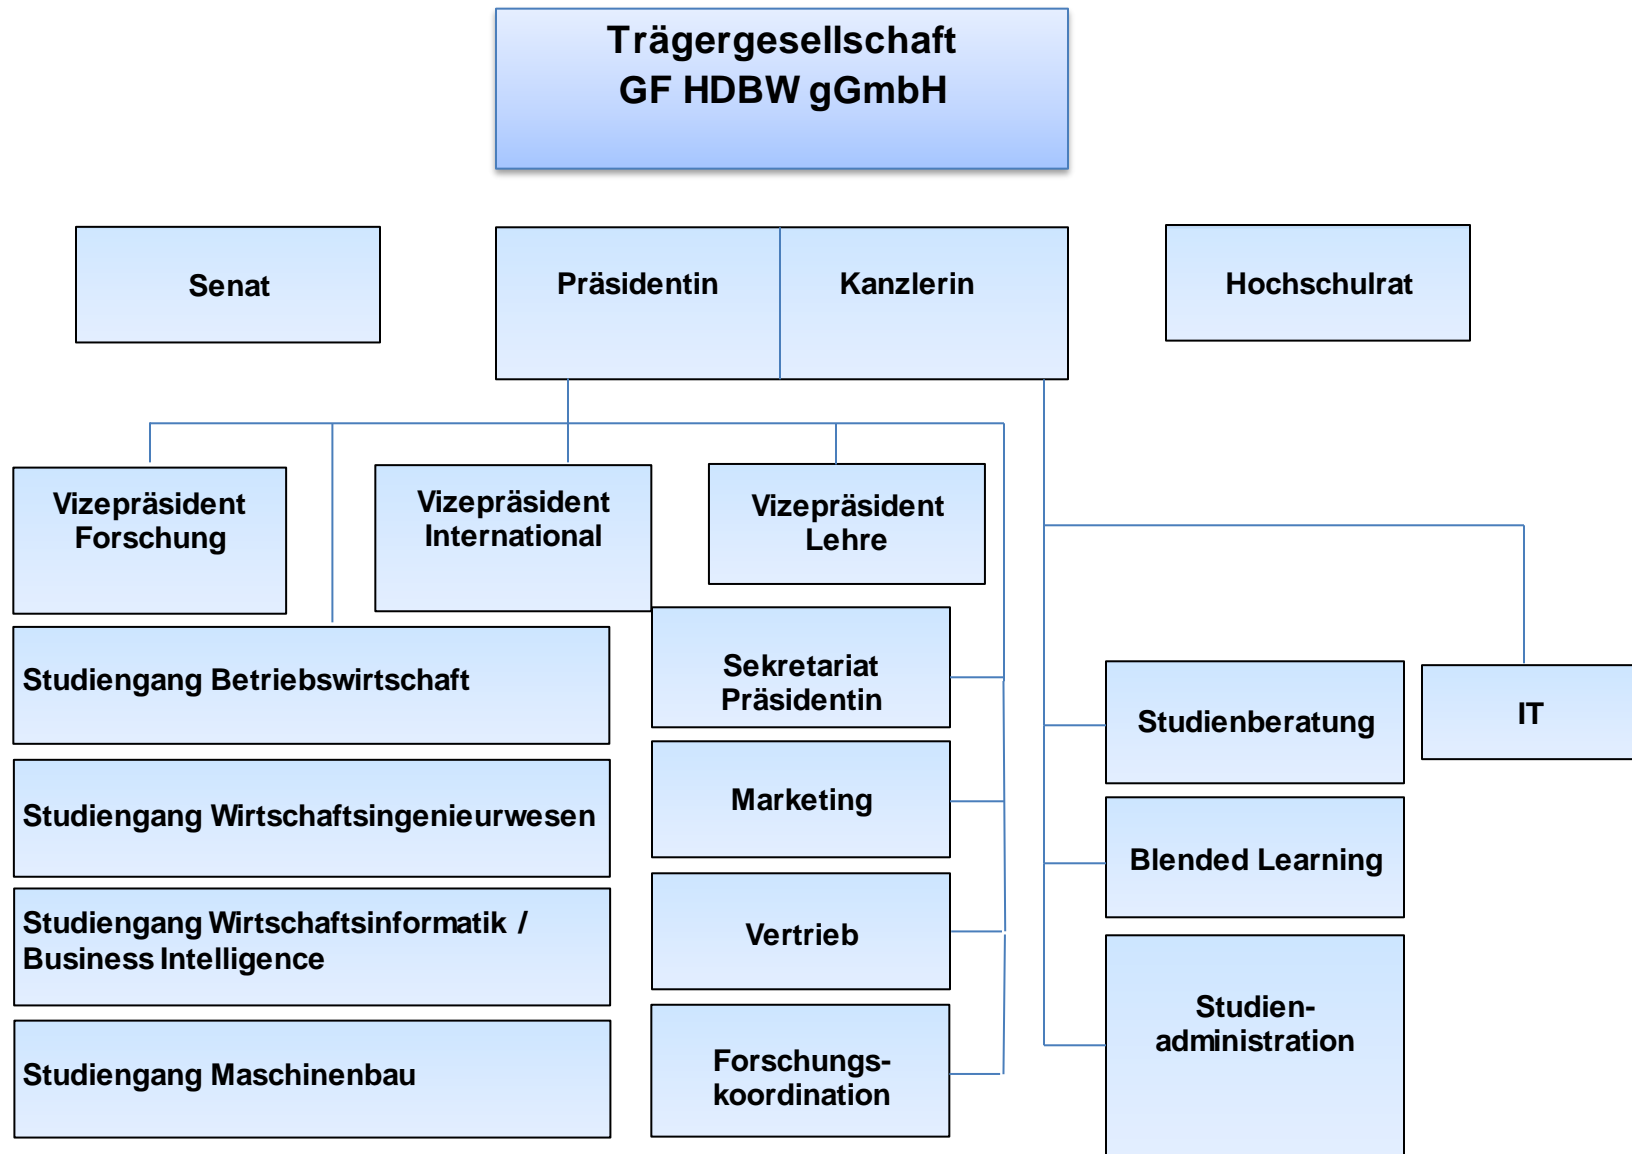 Trägergesellschaft
GF HDBW gGmbH
Senat
Präsidentin
Kanzlerin
Hochschulrat
Vizepräsident
Forschung
Vizepräsident
International
Vizepräsident
Lehre
Studiengang Betriebswirtschaft
Studiengang Wirtschaftsingenieurwesen
Studiengang Wirtschaftsinformatik /
Business Intelligence
Studiengang Maschinenbau
Sekretariat
Präsidentin
Marketing
Vertrieb
Forschungs-
koordination
Studienberatung
Blended Learning
Studien-
administration
IT